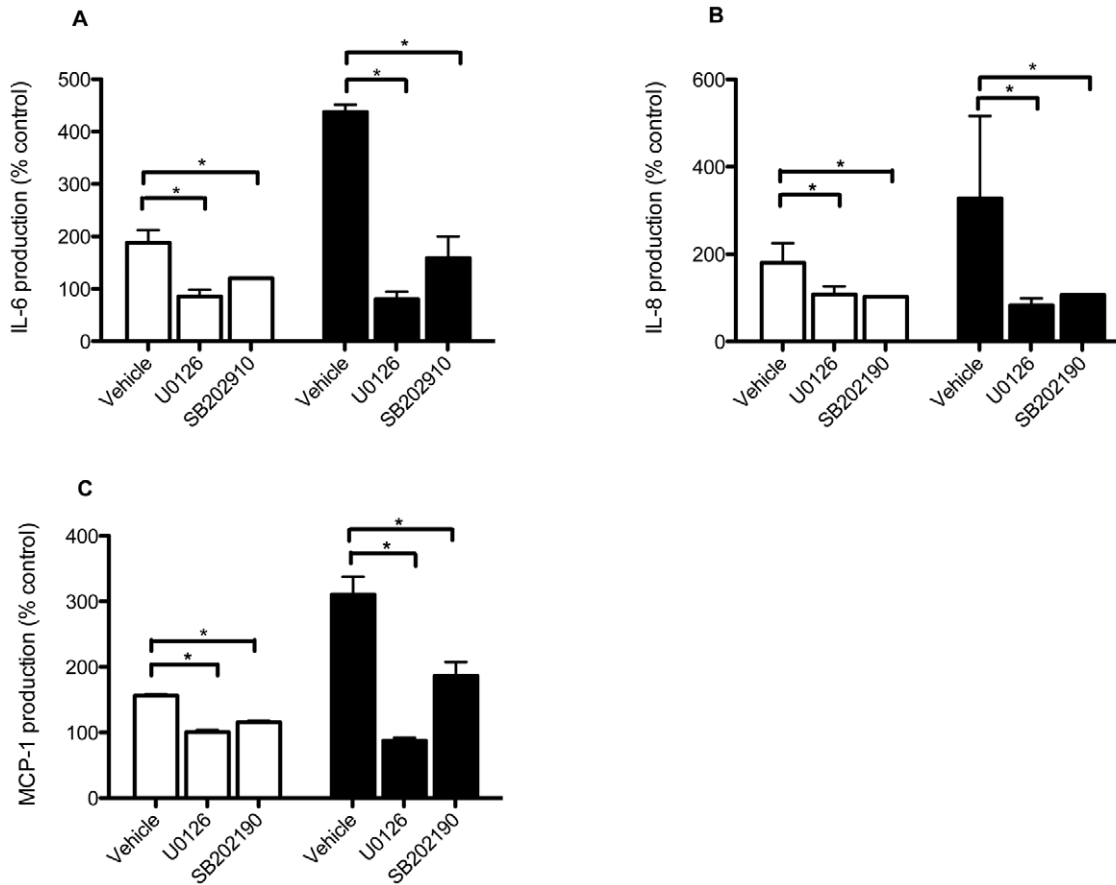 A
IL-6 production (% control)
500
400
300
200
100
0
*
*
*
*
Vehicle
U0126
SB202910
Vehicle
U0126
SB202910
B
IL-8 production (% control)
600
400
200
0
*
*
*
*
Vehicle
U0126
SB202190
Vehicle
U0126
SB202190
C
MCP-1 production (% control)
400
300
200
100
0
*
*
*
*
Vehicle
U0126
SB202190
Vehicle
U0126
SB202190